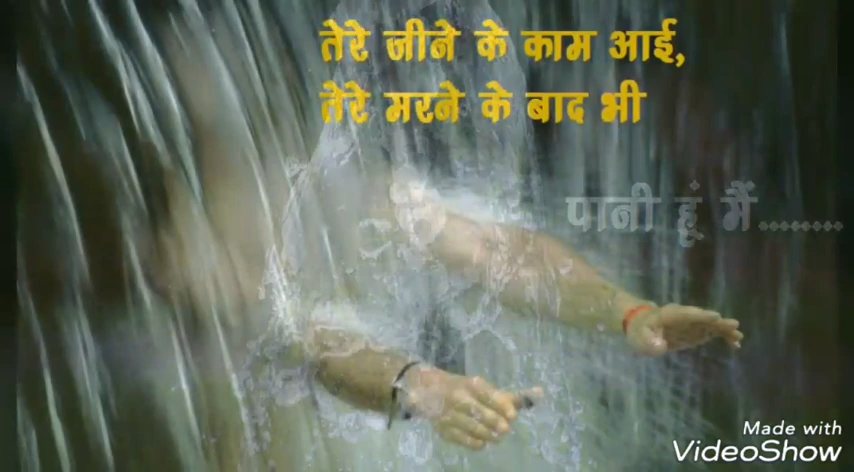 तेरे जीने के काम आई,
तेरे मरने के बाद भी
पानी हूं मैं........
Made with
VideoShow